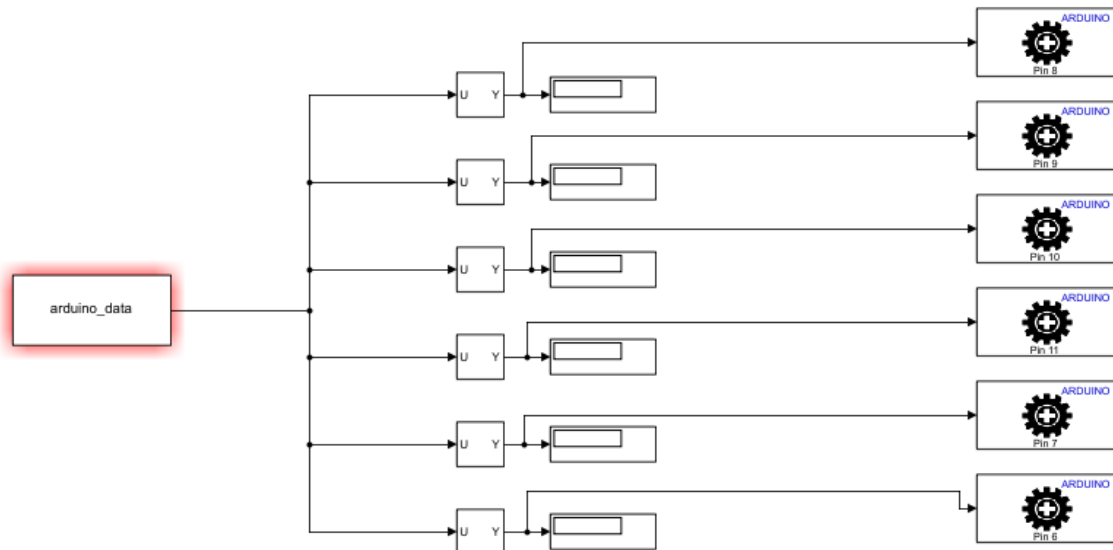 ARDUINO
Pin 8
U Y
ARDUINO
Pin 9
U Y
ARDUINO
Pin 10
U Y
arduino_data
ARDUINO
Pin 11
U Y
ARDUINO
Pin 7
U Y
ARDUINO
Pin 6
U Y